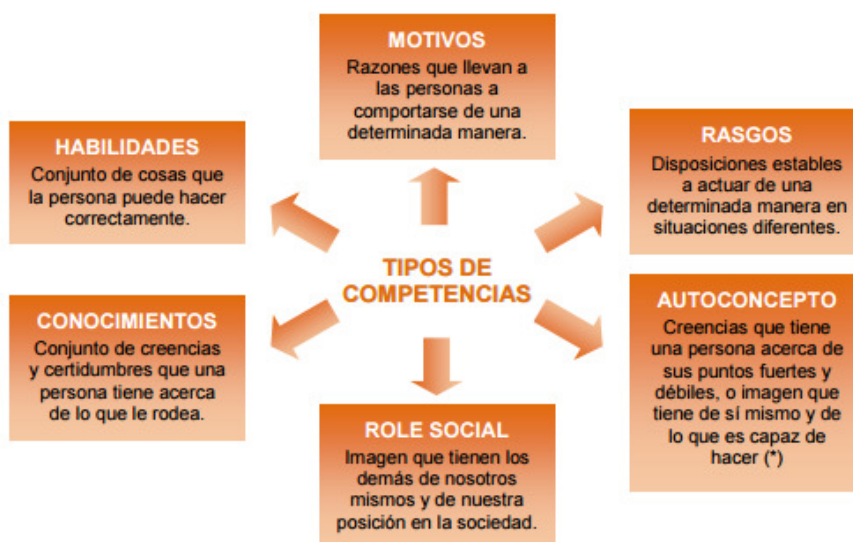 MOTIVOS
Razones que llevan a
las personas a
comportarse de una
determinada manera.
HABILIDADES
Conjunto de cosas que
la persona puede hacer
correctamente.
RASGOS
Disposiciones estables
a actuar de una
determinada manera en
situaciones diferentes.
TIPOS DE
COMPETENCIAS
CONOCIMIENTOS
Conjunto de creencias
y certidumbres que una
persona tiene acerca
de lo que le rodea.
AUTOCONCEPTO
Creencias que tiene
una persona acerca de
sus puntos fuertes y
débiles, o imagen que
tiene de sí mismo y de
lo que es capaz de
hacer (*)
ROLE SOCIAL
Imagen que tienen los
demás de nosotros
mismos y de nuestra
posición en la sociedad.